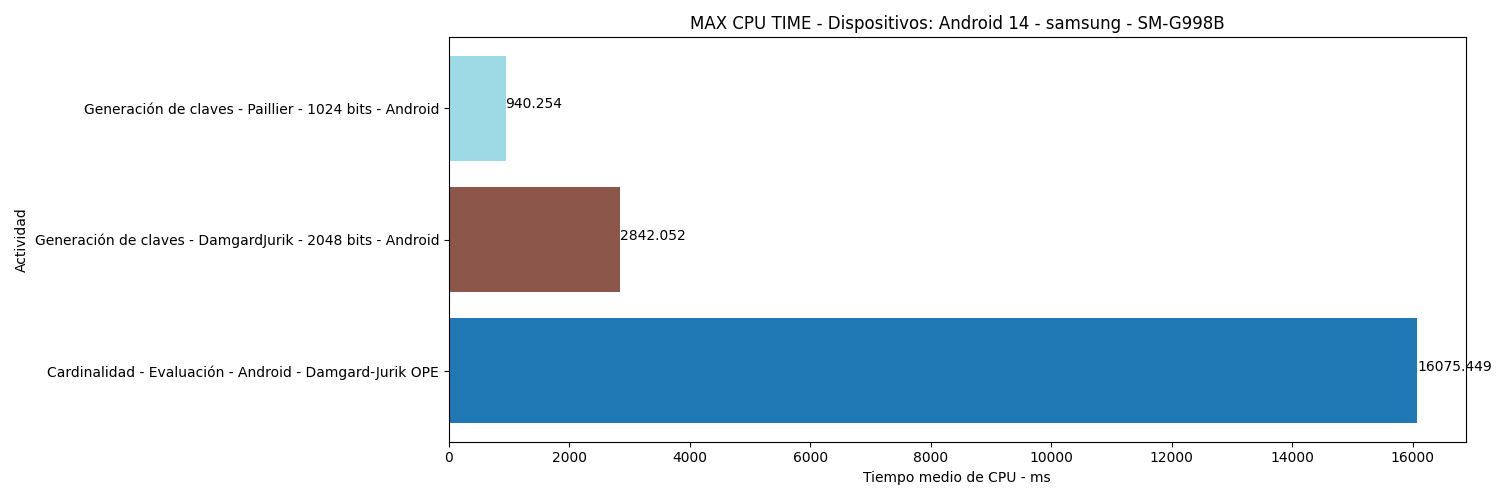 MAX CPU TIME - Dispositivos: Android 14 - samsung - SM-G998B
Actividad
Generación de claves - Paillier - 1024 bits - Android
940.254
Generación de claves - DamgardJurik - 2048 bits - Android
2842.052
Cardinalidad - Evaluación - Android - Damgard-Jurik OPE
16075.449
0 2000 4000 6000 8000 10000 12000 14000 16000
Tiempo medio de CPU - ms